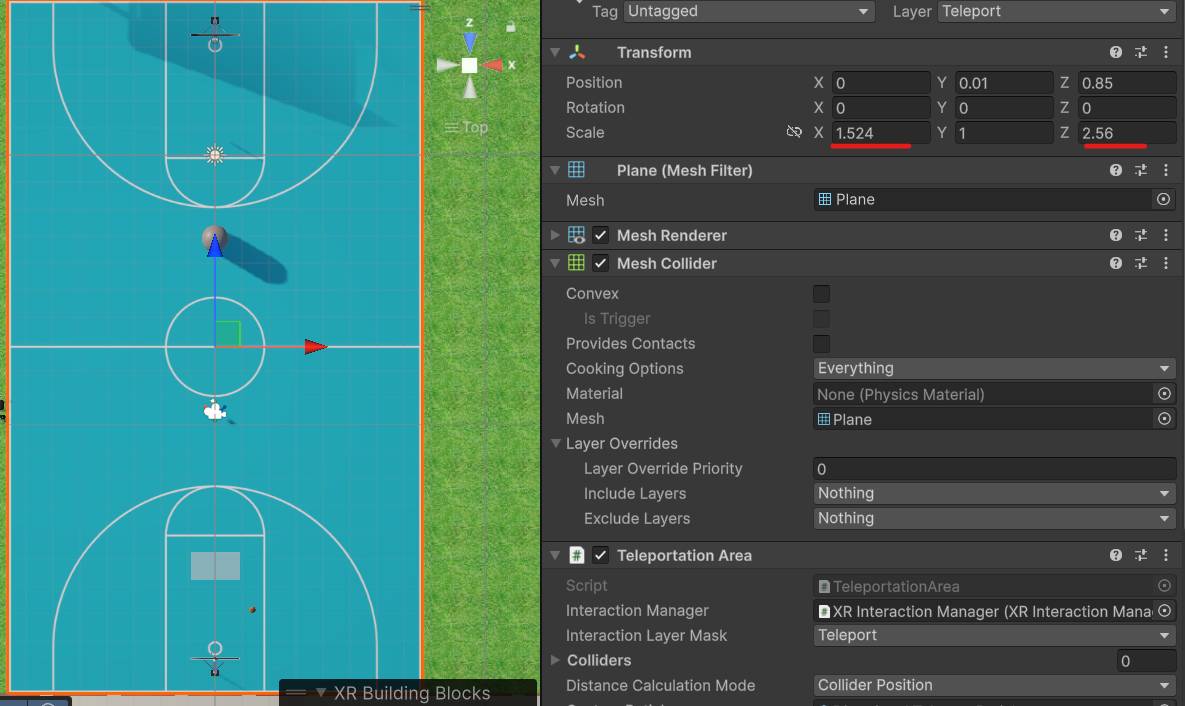 Tag Untagged Layer Teleport
z
x
Top
Transform
Position X 0 Y 0.01 Z 0.85
Rotation X 0 Y 0 Z 0
Scale X 1.524 Y 1 Z 2.56
Plane (Mesh Filter)
Mesh Plane
Mesh Renderer
Mesh Collider
Convex
Is Trigger
Provides Contacts
Cooking Options Everything
Material None (Physics Material)
Mesh Plane
Layer Overrides
Layer Override Priority 0
Include Layers Nothing
Exclude Layers Nothing
Teleportation Area
Script # TeleportationArea
Interaction Manager # XR Interaction Manager (XR Interaction Mana
Interaction Layer Mask Teleport
Colliders 0
Distance Calculation Mode Collider Position
XR Building Blocks